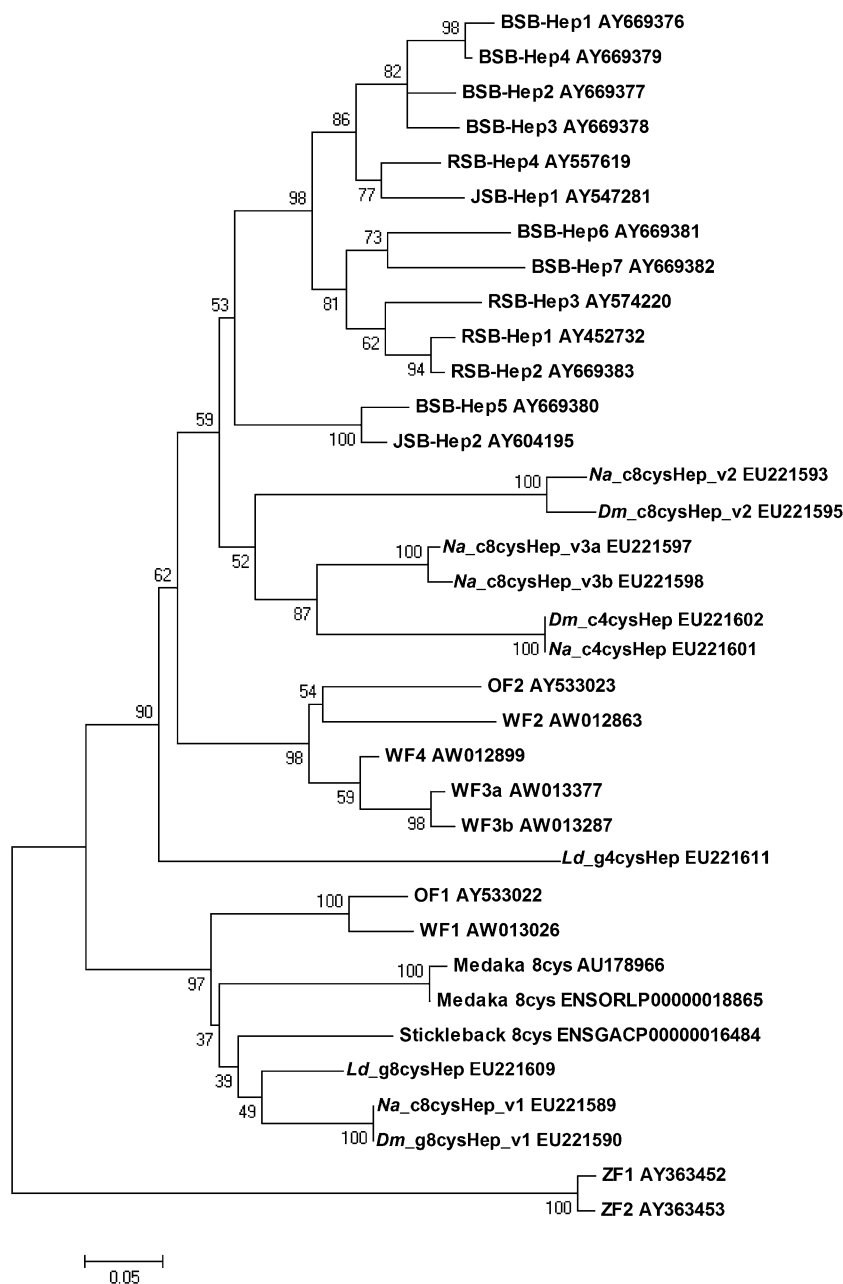 98 BSB-Hep1 AY669376
BSB-Hep4 AY669379
82
BSB-Hep2 AY669377
86
BSB-Hep3 AY669378
RSB-Hep4 AY557619
77
JSB-Hep1 AY547281
98
BSB-Hep6 AY669381
73
BSB-Hep7 AY669382
81
RSB-Hep3 AY574220
53
62
RSB-Hep1 AY452732
94
RSB-Hep2 AY669383
BSB-Hep5 AY669380
59
100
JSB-Hep2 AY604195
100 Na_c8cysHep_v2 EU221593
Dm_c8cysHep_v2 EU221595
100 Na_c8cysHep_v3a EU221597
52
62
Na_c8cysHep_v3b EU221598
87
Dm_c4cysHep EU221602
100 Na_c4cysHep EU221601
54 OF2 AY533023
90
WF2 AW012863
98
WF4 AW012899
59
WF3a AW013377
98 WF3b AW013287
Ld_g4cysHep EU221611
100 OF1 AY533022
WF1 AW013026
100 Medaka 8cys AU178966
97
Medaka 8cys ENSORLP00000018865
37
Stickleback 8cys ENSGACP00000016484
39
Ld_g8cysHep EU221609
49
Na_c8cysHep_v1 EU221589
100 Dm_g8cysHep_v1 EU221590
ZF1 AY363452
100 ZF2 AY363453
0.05